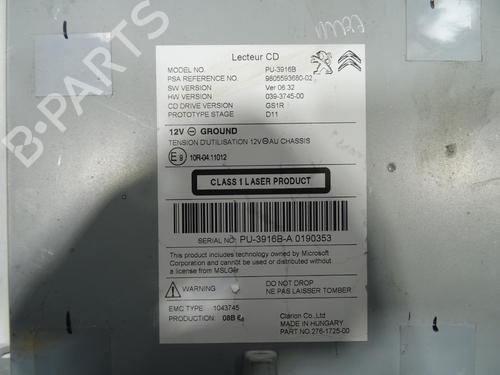 B-PARTS
Lecteur CD
MODEL NO. PU-3916B
PSA REFERENCE NO. 9805593680-02
SW VERSION Ver 06.32
HW VERSION 039-3745-00
CD DRIVE VERSION GS1R
PROTOTYPE STAGE D11
12V ⊖ GROUND
TENSION D'UTILISATION 12V ⊖ AU CHASSIS
E 9 10R-04.11012
CLASS 1 LASER PRODUCT
SERIAL NO: PU-3916B-A 0190353
This product includes technology owned by Microsoft
Corporation and cannot be used or distributed without
a license from MSLGP.
WARNING
DO NOT DROP
NE PAS LAISSER TOMBER
EMC TYPE 1043745
PRODUCTION 08B
Clarion Co.,Ltd
MADE IN HUNGARY
PART NO.276-1725-00